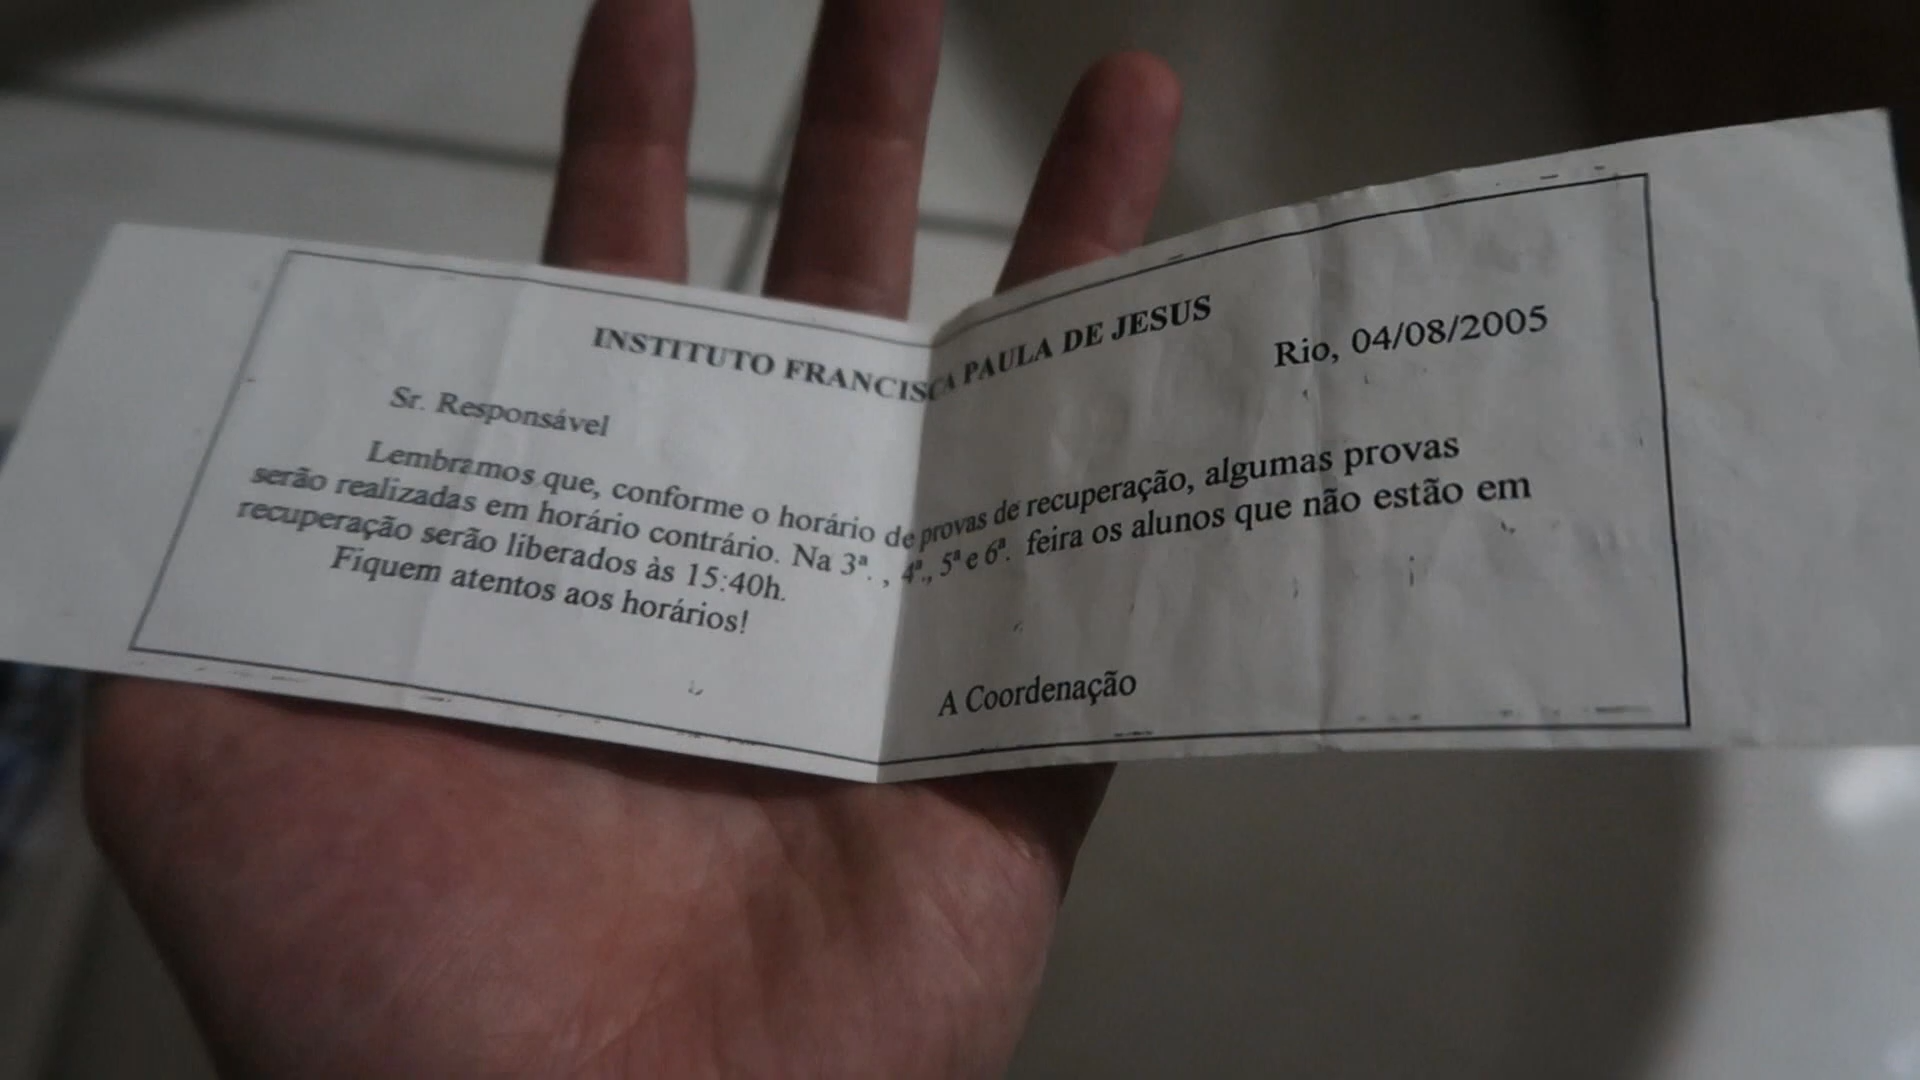 INSTITUTO FRANCISCA PAULA DE JESUS
Rio, 04/08/2005
Sr. Responsável
Lembramos que, conforme o horário de provas de recuperação, algumas provas
serão realizadas em horário contrário. Na 3ª. , 4ª., 5ª e 6ª. feira os alunos que não estão em
recuperação serão liberados às 15:40h.
Fiquem atentos aos horários!
A Coordenação